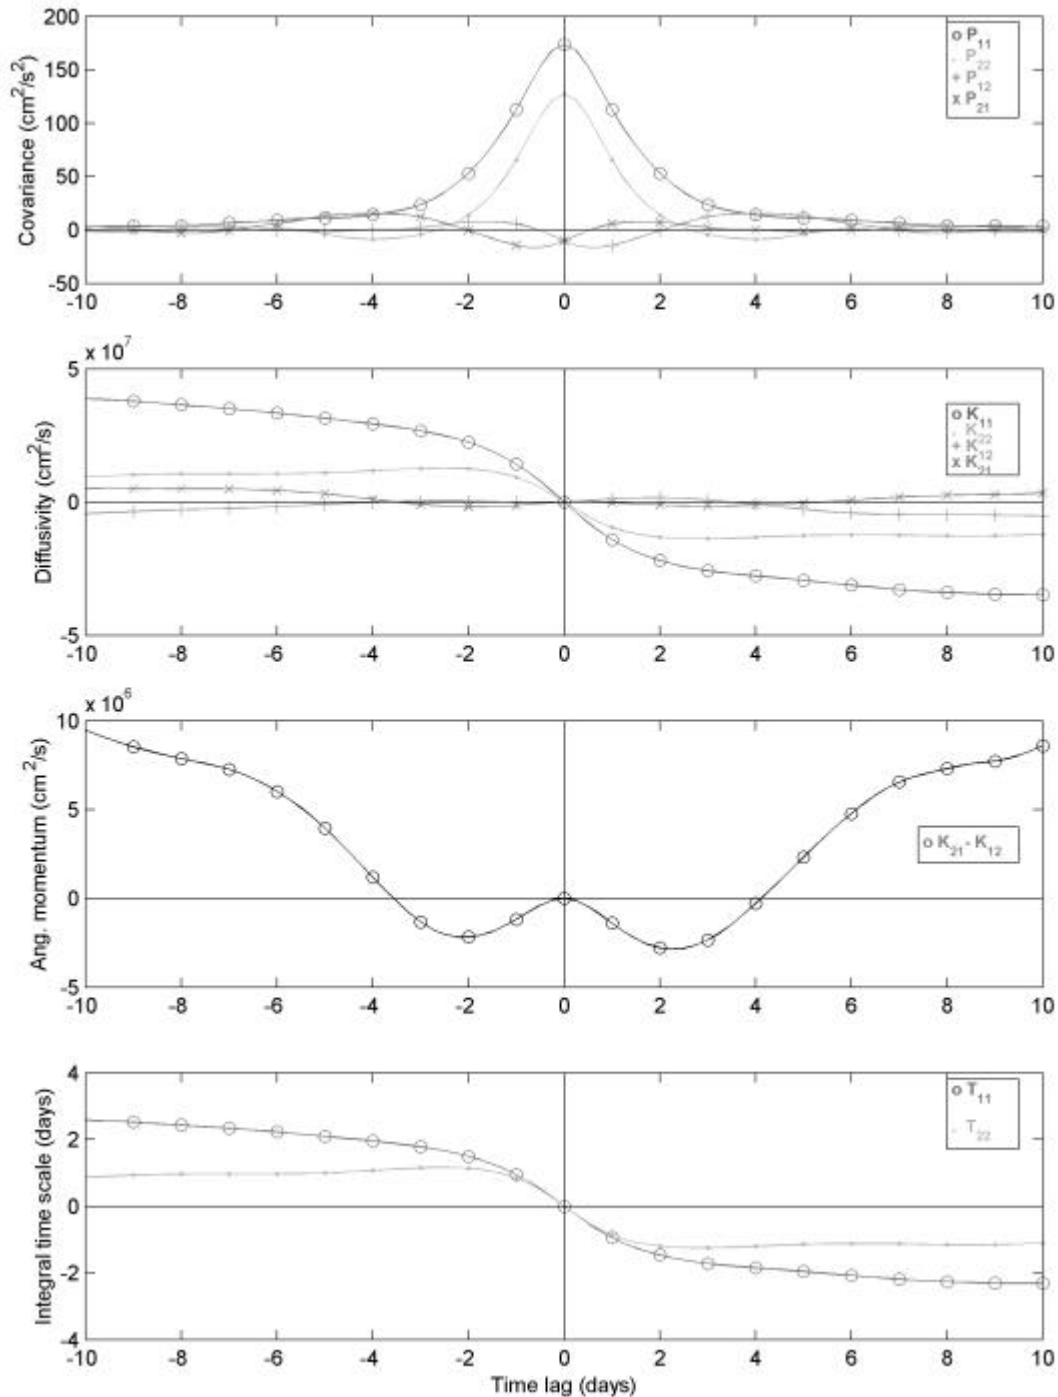 200
150
100
50
0
-50
Covariance (cm²/s²)
o P₁₁
. P₂₂
+ P₁₂
x P₂₁
-10 -8 -6 -4 -2 0 2 4 6 8 10
x 10⁷
5
0
-5
Diffusivity (cm²/s)
o K₁₁
. K₂₂
+ K₁₂
x K₂₁
-10 -8 -6 -4 -2 0 2 4 6 8 10
x 10⁶
10
5
0
-5
Ang. momentum (cm²/s)
o K₂₁- K₁₂
-10 -8 -6 -4 -2 0 2 4 6 8 10
4
2
0
-2
-4
Integral time scale (days)
o T₁₁
. T₂₂
-10 -8 -6 -4 -2 0 2 4 6 8 10
Time lag (days)